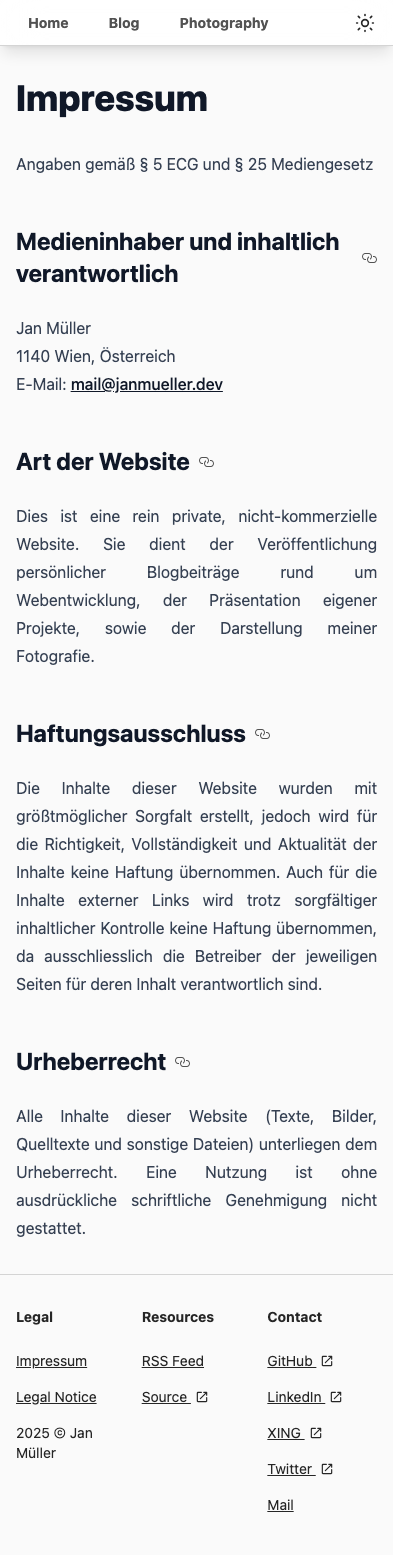 Home Blog Photography
Impressum
Angaben gemäß § 5 ECG und § 25 Mediengesetz
Medieninhaber und inhaltlich
verantwortlich
Jan Müller
1140 Wien, Österreich
E-Mail: mail@janmueller.dev
Art der Website
Dies ist eine rein private, nicht-kommerzielle
Website. Sie dient der Veröffentlichung
persönlicher Blogbeiträge rund um
Webentwicklung, der Präsentation eigener
Projekte, sowie der Darstellung meiner
Fotografie.
Haftungsausschluss
Die Inhalte dieser Website wurden mit
größtmöglicher Sorgfalt erstellt, jedoch wird für
die Richtigkeit, Vollständigkeit und Aktualität der
Inhalte keine Haftung übernommen. Auch für die
Inhalte externer Links wird trotz sorgfältiger
inhaltlicher Kontrolle keine Haftung übernommen,
da ausschliesslich die Betreiber der jeweiligen
Seiten für deren Inhalt verantwortlich sind.
Urheberrecht
Alle Inhalte dieser Website (Texte, Bilder,
Quelltexte und sonstige Dateien) unterliegen dem
Urheberrecht. Eine Nutzung ist ohne
ausdrückliche schriftliche Genehmigung nicht
gestattet.
Legal
Impressum
Legal Notice
2025 © Jan
Müller
Resources
RSS Feed
Source
Contact
GitHub
LinkedIn
XING
Twitter
Mail